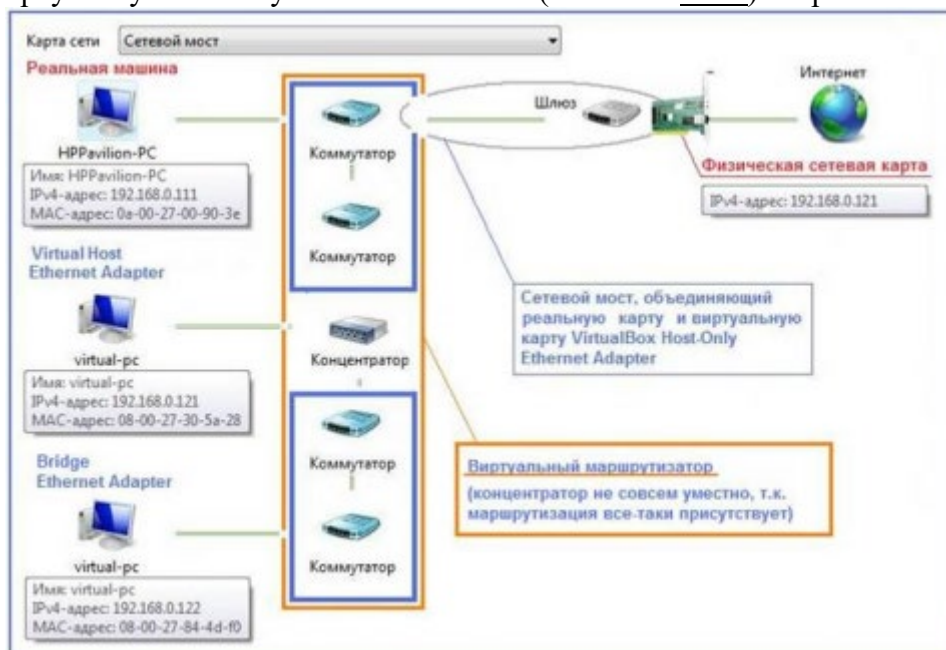 Карта сети Сетевой мост
Реальная машина
HPPavilion-PC
Имя: HPPavilion-PC
IPv4-адрес: 192.168.0.111
MAC-адрес: 0a-00-27-00-90-3e
Virtual Host
Ethernet Adapter
virtual-pc
Имя: virtual-pc
IPv4-адрес: 192.168.0.121
MAC-адрес: 08-00-27-30-5a-28
Bridge
Ethernet Adapter
virtual-pc
Имя: virtual-pc
IPv4-адрес: 192.168.0.122
MAC-адрес: 08-00-27-84-4d-f0
Коммутатор
Коммутатор
Концентратор
Коммутатор
Коммутатор
Шлюз
Интернет
Физическая сетевая карта
IPv4-адрес: 192.168.0.121
Сетевой мост, объединяющий
реальную карту и виртуальную
карту VirtualBox Host-Only
Ethernet Adapter
Виртуальный маршрутизатор
(концентратор не совсем уместно, т.к.
маршрутизация все-таки присутствует)